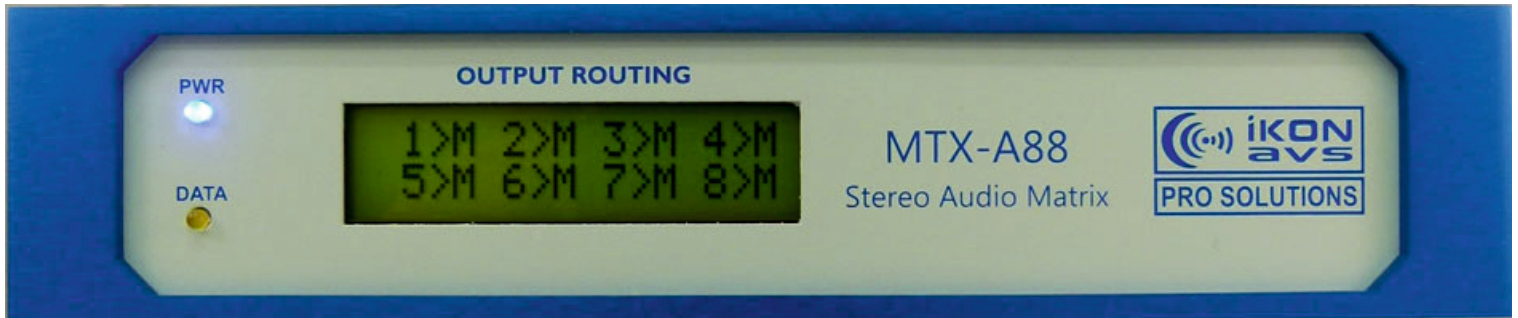 PWR
DATA
OUTPUT ROUTING
1>M 2>M 3>M 4>M
5>M 6>M 7>M 8>M
MTX-A88
Stereo Audio Matrix
iKON
avs
PRO SOLUTIONS